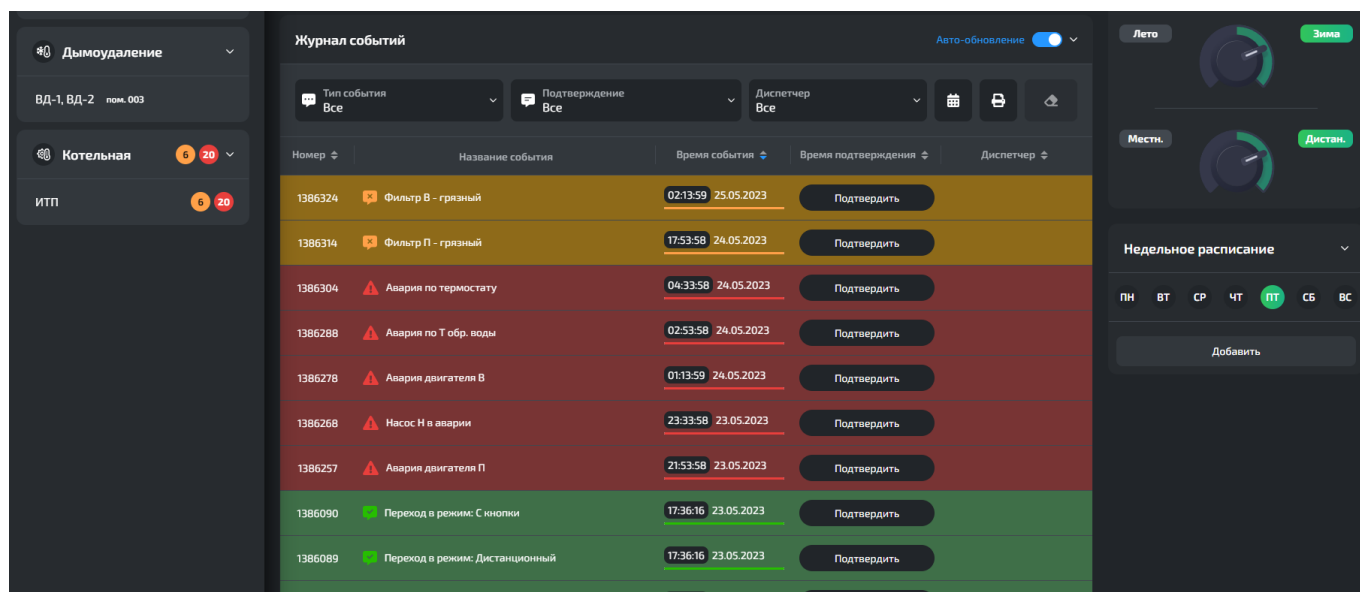 Дымоудаление
ВД-1, ВД-2 пом. 003
Котельная 6 20
ИТП 6 20
Журнал событий Авто-обновление
Тип события
Все
Подтверждение
Все
Диспетчер
Все
Номер Название события Время события Время подтверждения Диспетчер
1386324 Фильтр В - грязный 02:13:59 25.05.2023 Подтвердить
1386314 Фильтр П - грязный 17:53:58 24.05.2023 Подтвердить
1386304 Авария по термостату 04:33:58 24.05.2023 Подтвердить
1386288 Авария по Т обр. воды 02:53:58 24.05.2023 Подтвердить
1386278 Авария двигателя В 01:13:59 24.05.2023 Подтвердить
1386268 Насос Н в аварии 23:33:58 23.05.2023 Подтвердить
1386257 Авария двигателя П 21:53:58 23.05.2023 Подтвердить
1386090 Переход в режим: С кнопки 17:36:16 23.05.2023 Подтвердить
1386089 Переход в режим: Дистанционный 17:36:16 23.05.2023 Подтвердить
Лето Зима
Местн. Дистан.
Недельное расписание
ПН ВТ СР ЧТ ПТ СБ ВС
Добавить